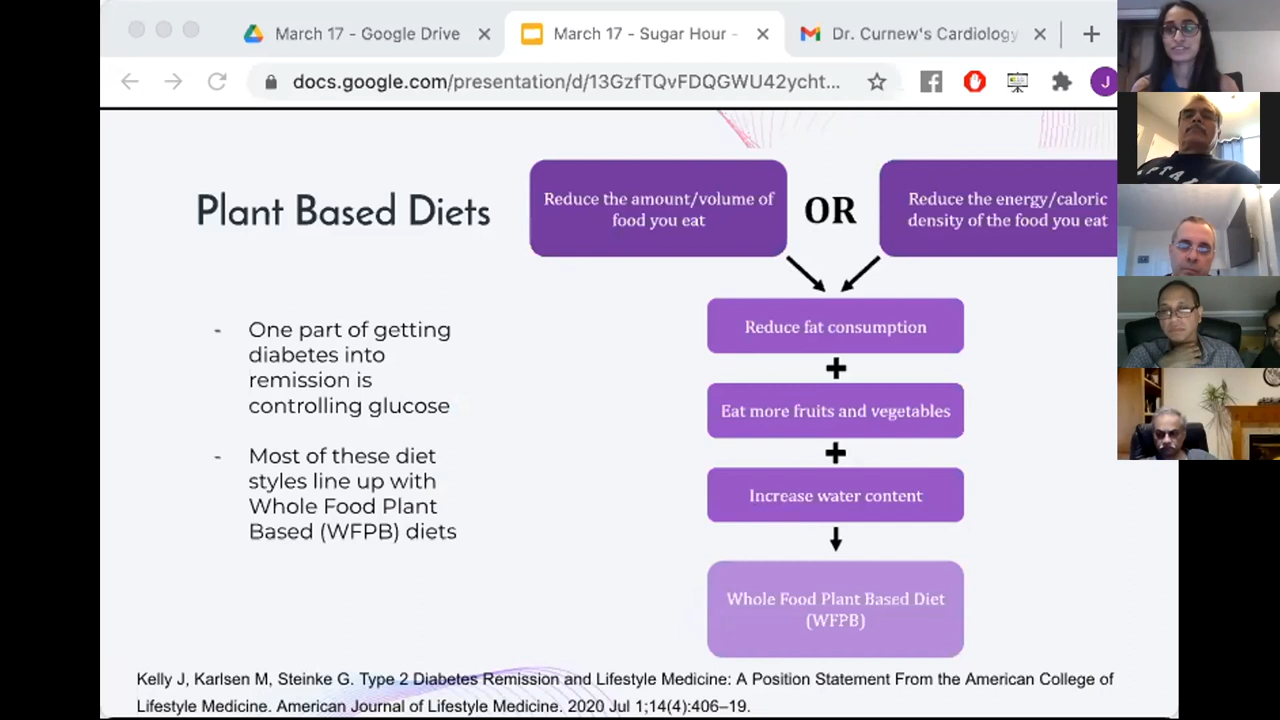 March 17 - Google Drive
March 17 - Sugar Hour -
Dr. Curnew's Cardiology
docs.google.com/presentation/d/13GzfTQvFDQGWU42ycht...
J
Plant Based Diets
Reduce the amount/volume of
food you eat
OR
Reduce the energy/caloric
density of the food you eat
- One part of getting
diabetes into
remission is
controlling glucose
- Most of these diet
styles line up with
Whole Food Plant
Based (WFPB) diets
Reduce fat consumption
+
Eat more fruits and vegetables
+
Increase water content
Whole Food Plant Based Diet
(WFPB)
Kelly J, Karlsen M, Steinke G. Type 2 Diabetes Remission and Lifestyle Medicine: A Position Statement From the American College of
Lifestyle Medicine. American Journal of Lifestyle Medicine. 2020 Jul 1;14(4):406–19.